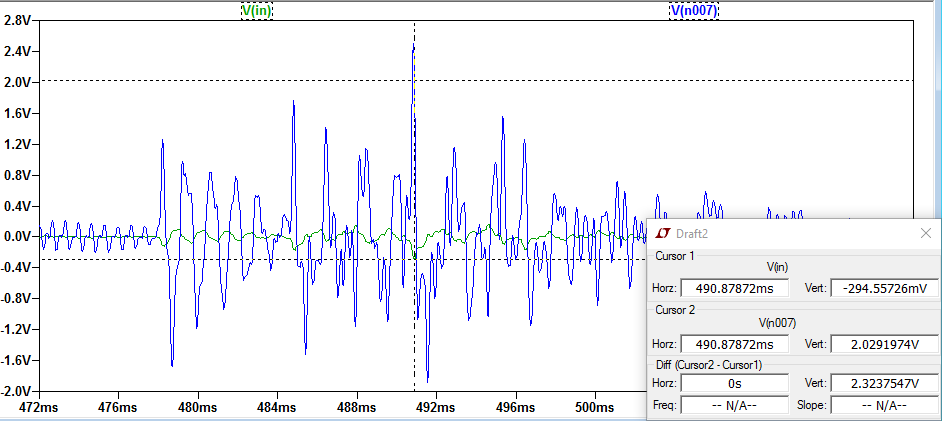 V(in) V(n007)
2.8V
2.4V
2.0V
1.6V
1.2V
0.8V
0.4V
0.0V
-0.4V
-0.8V
-1.2V
-1.6V
-2.0V
472ms 476ms 480ms 484ms 488ms 492ms 496ms 500ms
Draft2
Cursor 1
V(in)
Horz: 490.87872ms Vert: -294.55726mV
Cursor 2
V(n007)
Horz: 490.87872ms Vert: 2.0291974V
Diff (Cursor2 - Cursor1)
Horz: 0s Vert: 2.3237547V
Freq: -- N/A-- Slope: -- N/A--